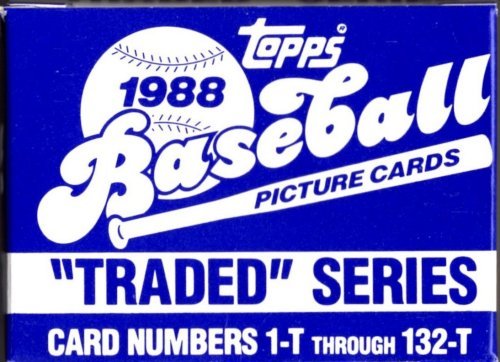 topps®
1988
Baseball
PICTURE CARDS
"TRADED" SERIES
CARD NUMBERS 1-T THROUGH 132-T